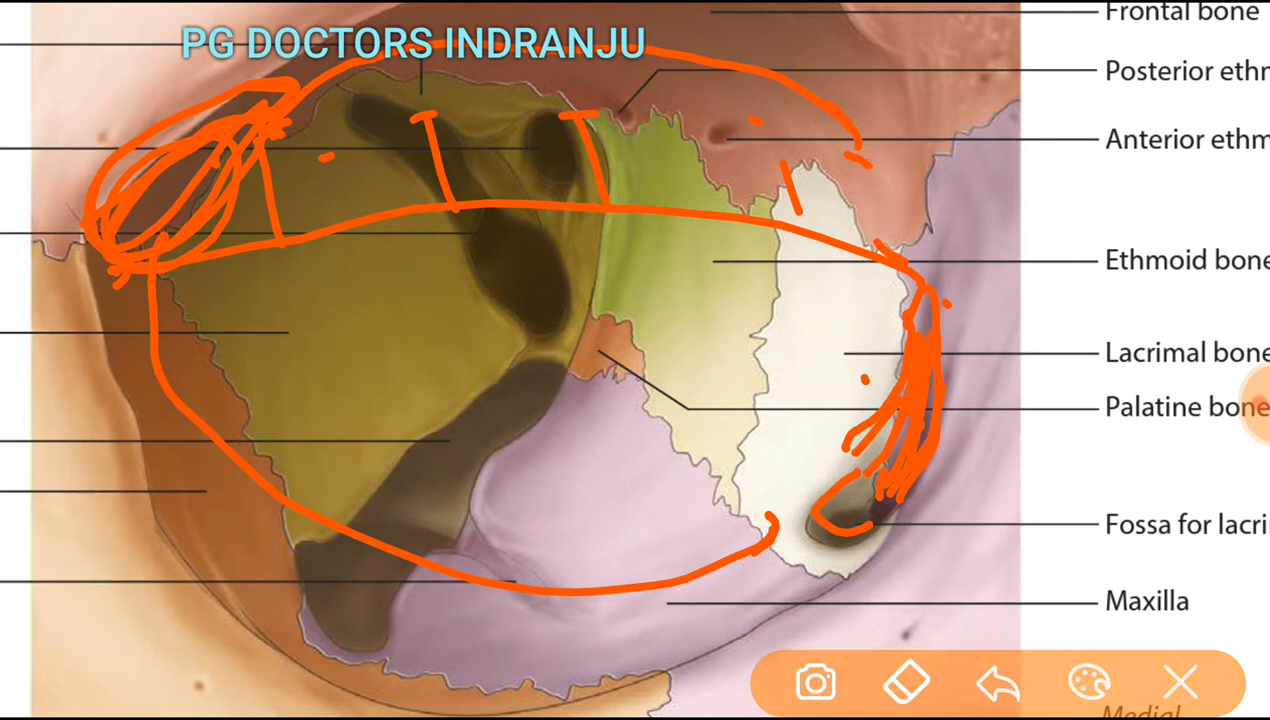 PG DOCTORS INDRANJU
Frontal bone
Posterior ethm
Anterior ethm
Ethmoid bone
Lacrimal bone
Palatine bone
Fossa for lacri
Maxilla
Medial